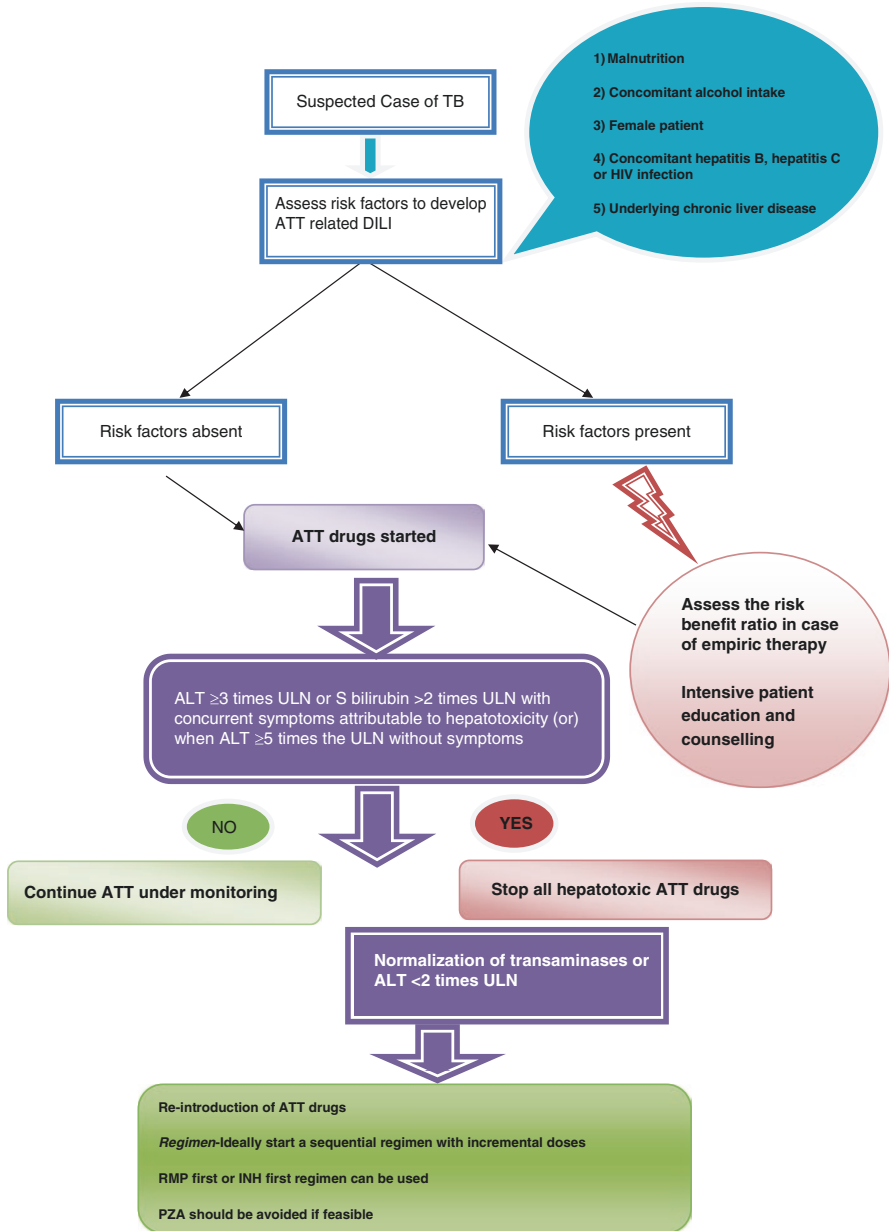 Suspected Case of TB
1) Malnutrition
2) Concomitant alcohol intake
3) Female patient
4) Concomitant hepatitis B, hepatitis C
or HIV infection
5) Underlying chronic liver disease
Assess risk factors to develop
ATT related DILI
Risk factors absent
Risk factors present
ATT drugs started
Assess the risk
benefit ratio in case
of empiric therapy
Intensive patient
education and
counselling
ALT ≥3 times ULN or S bilirubin >2 times ULN with
concurrent symptoms attributable to hepatotoxicity (or)
when ALT ≥5 times the ULN without symptoms
NO
YES
Continue ATT under monitoring
Stop all hepatotoxic ATT drugs
Normalization of transaminases or
ALT <2 times ULN
Re-introduction of ATT drugs
Regimen-Ideally start a sequential regimen with incremental doses
RMP first or INH first regimen can be used
PZA should be avoided if feasible